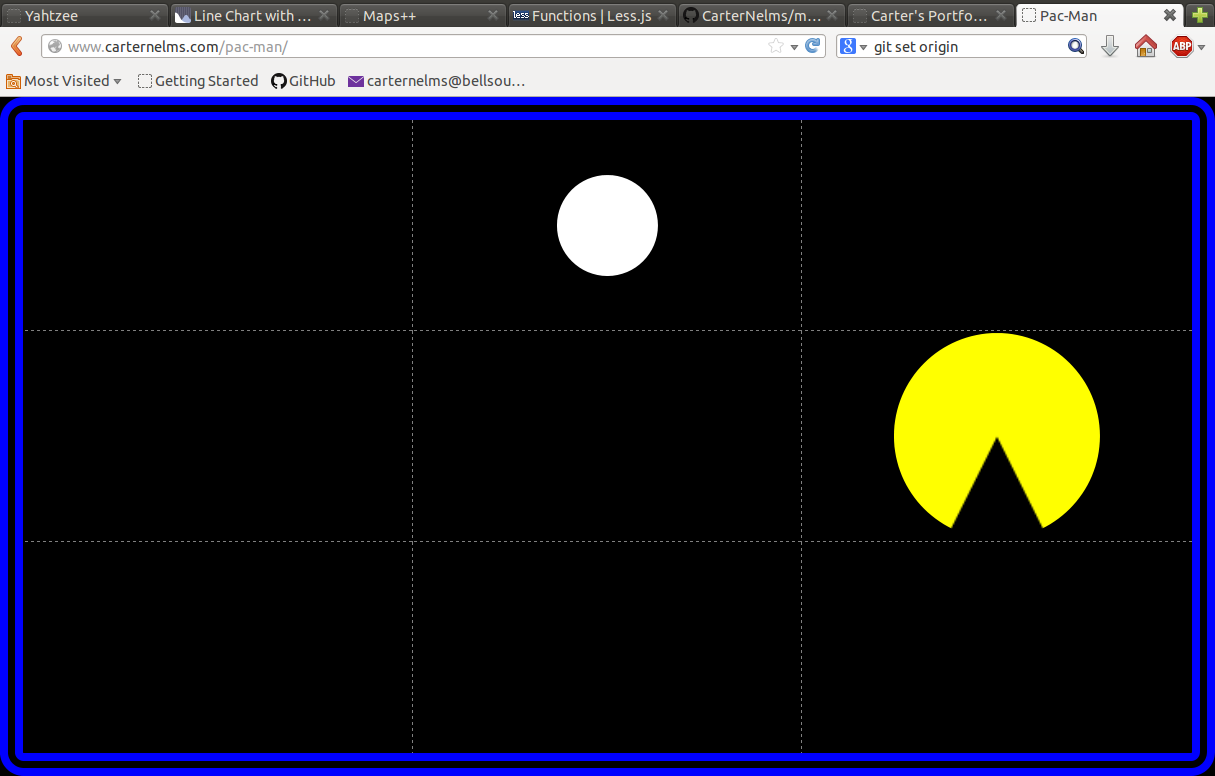 Yahtzee Line Chart with ... Maps++ less Functions | Less.js CarterNelms/m... Carter's Portfo... Pac-Man
www.carternelms.com/pac-man/ 8 git set origin ABP
Most Visited Getting Started GitHub carternelms@bellsou...